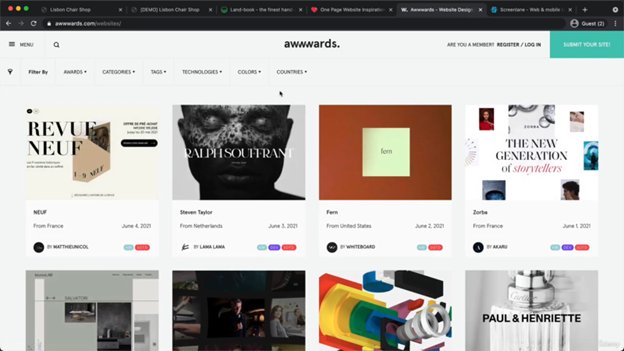 Lisbon Chair Shop
[DEMO] Lisbon Chair Shop
Land-book - the finest han
One Page Website Inspiration
Awwwards - Website Design
Screenlane - Web & mobile
awwwards.com/websites/
Guest (2)
MENU
awwwards.
ARE YOU A MEMBER? REGISTER / LOG IN
SUBMIT YOUR SITE!
Filter By
AWARDS
CATEGORIES
TAGS
TECHNOLOGIES
COLORS
COUNTRIES
REVUE
NEUF
RALPH SOUFFRANT
fern
ZORBA
THE NEW
GENERATION
of storytellers
NEUF
From France
June 4, 2021
BY MATTHIEUNICOL
Steven Taylor
From Netherlands
June 3, 2021
BY LAMA LAMA
Fern
From United States
June 2, 2021
BY WHITEBOARD
Zorba
From France
June 1, 2021
BY AKARU
SALVATORI
PAUL & HENRIETTE